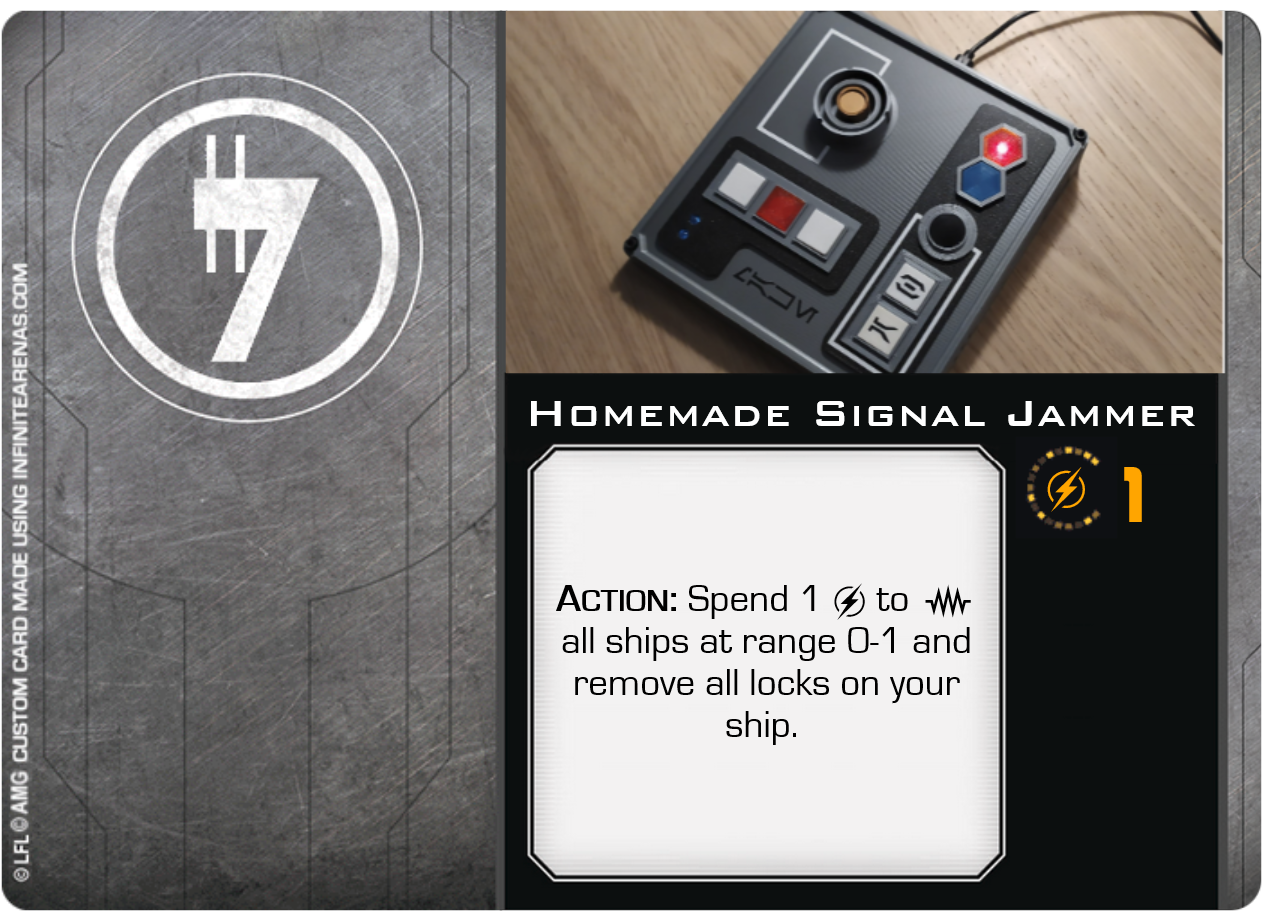 Homemade Signal Jammer
1
Action: Spend 1 to
all ships at range 0-1 and
remove all locks on your
ship.
© LFL © AMG CUSTOM CARD MADE USING INFINITEARENAS.COM